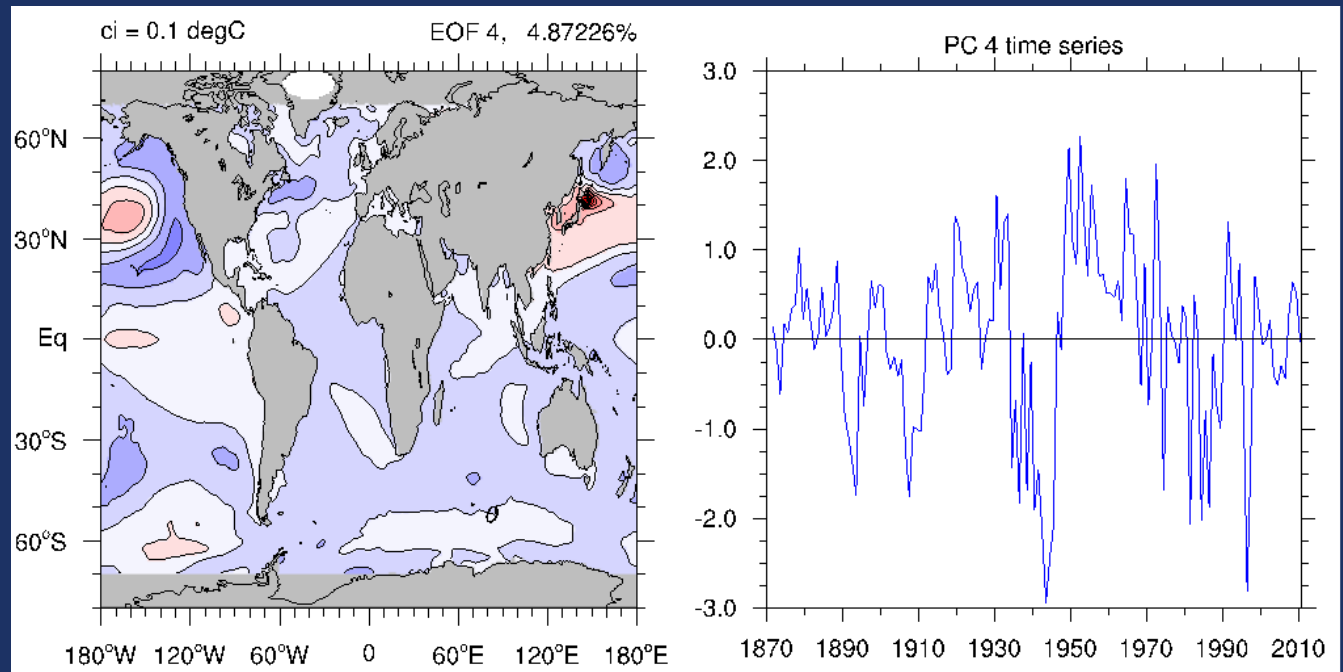 ci = 0.1 degC
EOF 4, 4.87226%
60°N
30°N
Eq
30°S
60°S
180°W 120°W 60°W 0 60°E 120°E 180°E
PC 4 time series
3.0
2.0
1.0
0.0
-1.0
-2.0
-3.0
1870 1890 1910 1930 1950 1970 1990 2010